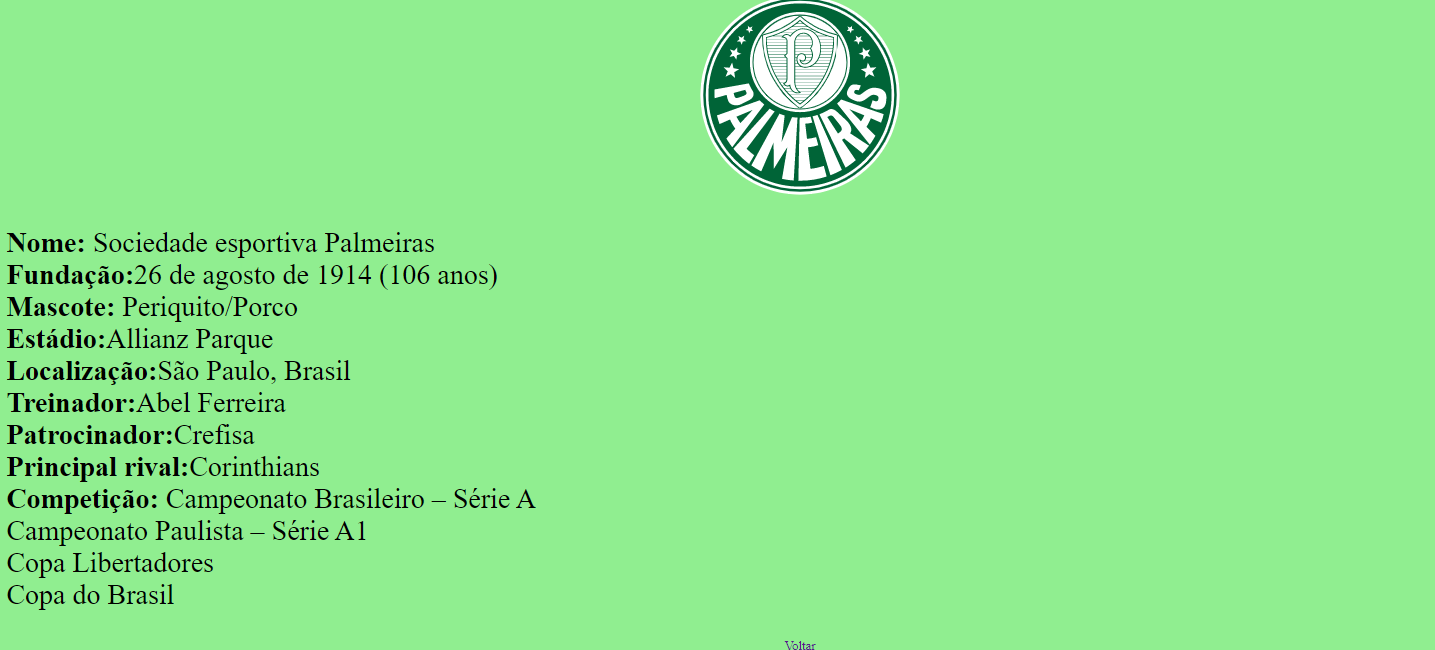 P
PALMEIRAS
Nome: Sociedade esportiva Palmeiras
Fundação:26 de agosto de 1914 (106 anos)
Mascote: Periquito/Porco
Estádio:Allianz Parque
Localização:São Paulo, Brasil
Treinador:Abel Ferreira
Patrocinador:Crefisa
Principal rival:Corinthians
Competição: Campeonato Brasileiro – Série A
Campeonato Paulista – Série A1
Copa Libertadores
Copa do Brasil
Voltar